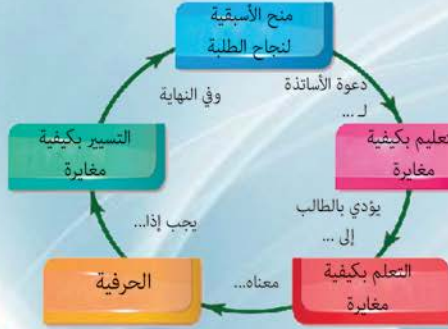 منح الأسبقية
لنجاح الطلبة
دعوة الأساتذة
لـ ...
تعليم بكيفية
مغايرة
يؤدي بالطالب
إلى ...
التعلم بكيفية
مغايرة
معناه...
الحرفية
يجب إذا...
التسيير بكيفية
مغايرة
وفي النهاية